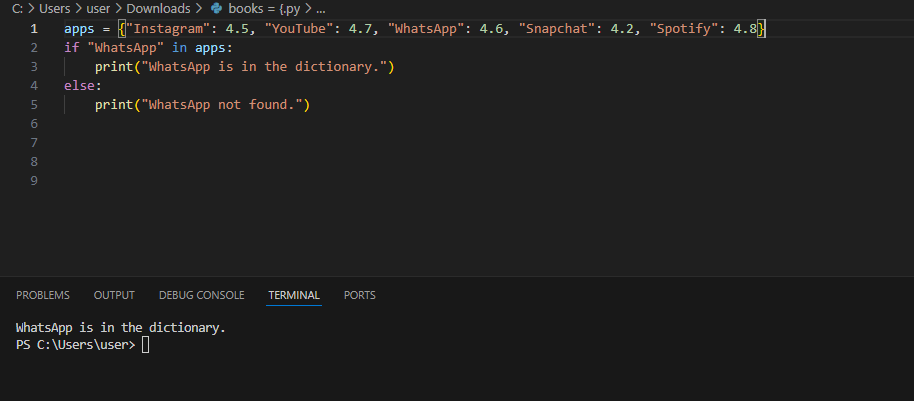 C: > Users > user > Downloads > books = {.py > ...
1 apps = {"Instagram": 4.5, "YouTube": 4.7, "WhatsApp": 4.6, "Snapchat": 4.2, "Spotify": 4.8}
2 if "WhatsApp" in apps:
3     print("WhatsApp is in the dictionary.")
4 else:
5     print("WhatsApp not found.")
6
7
8
9
PROBLEMS OUTPUT DEBUG CONSOLE TERMINAL PORTS
WhatsApp is in the dictionary.
PS C:\Users\user>